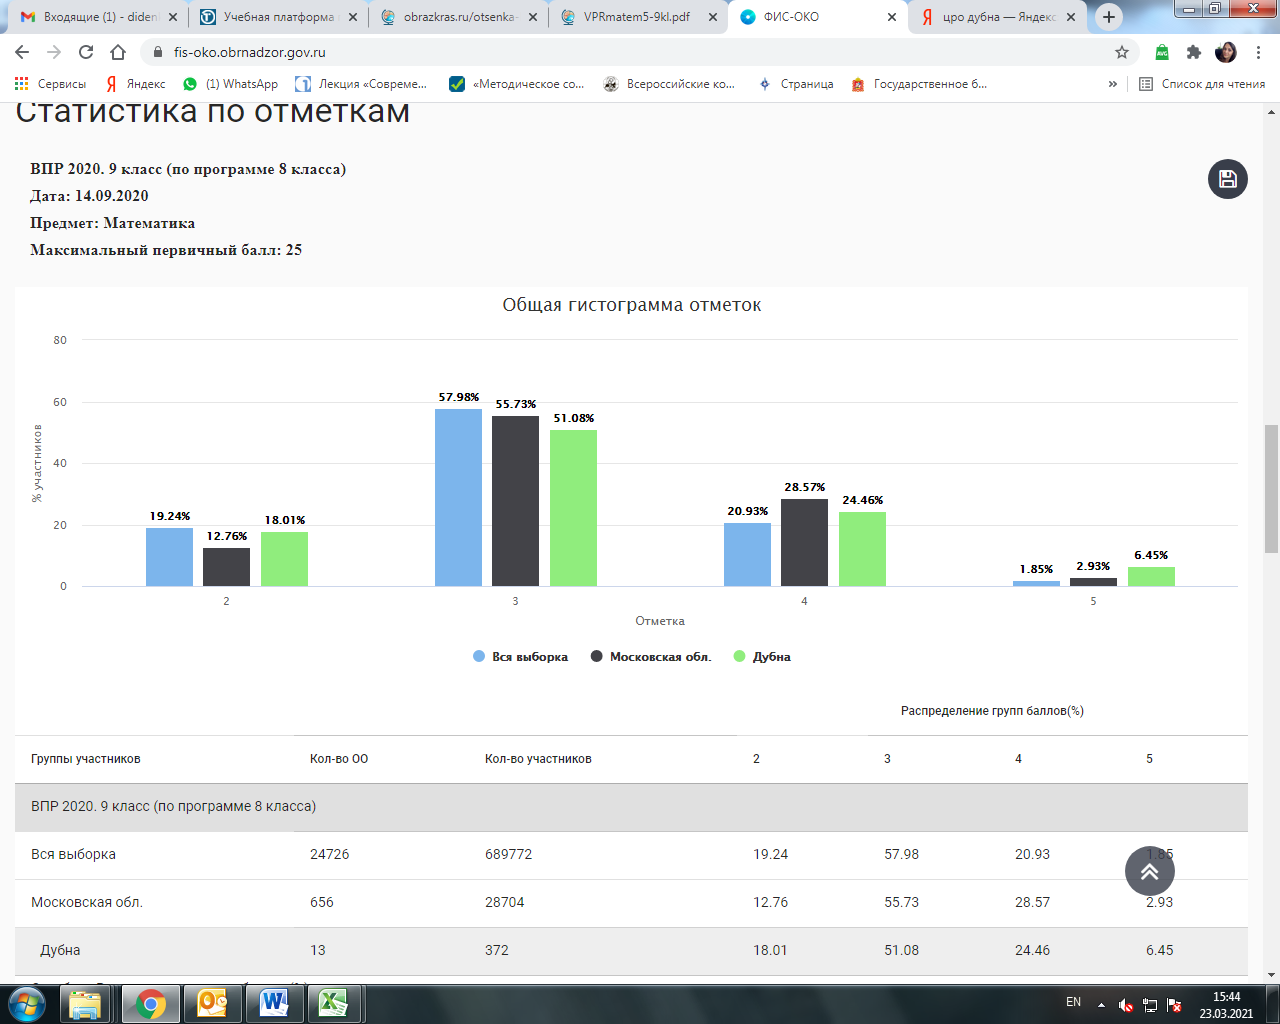 Входящие (1) - diden
Учебная платформа
obrazkras.ru/otsenka-
VPRmatem5-9kl.pdf
ФИС-ОКО
цро дубна — Яндекс
fis-oko.obrnadzor.gov.ru
Сервисы
Яндекс
(1) WhatsApp
Лекция «Совреме...
«Методическое со...
Всероссийские ко...
Страница
Государственное б...
»
Список для чтения
Статистика по отметкам
ВПР 2020. 9 класс (по программе 8 класса)
Дата: 14.09.2020
Предмет: Математика
Максимальный первичный балл: 25
Общая гистограмма отметок
80
60
40
20
0
% участников
57.98%
55.73%
51.08%
19.24%
12.76%
18.01%
20.93%
28.57%
24.46%
1.85%
2.93%
6.45%
2 3 4 5
Отметка
Вся выборка Московская обл. Дубна
Распределение групп баллов(%)
Группы участников Кол-во ОО Кол-во участников 2 3 4 5
ВПР 2020. 9 класс (по программе 8 класса)
Вся выборка 24726 689772 19.24 57.98 20.93 1.85
Московская обл. 656 28704 12.76 55.73 28.57 2.93
Дубна 13 372 18.01 51.08 24.46 6.45
EN
15:44
23.03.2021